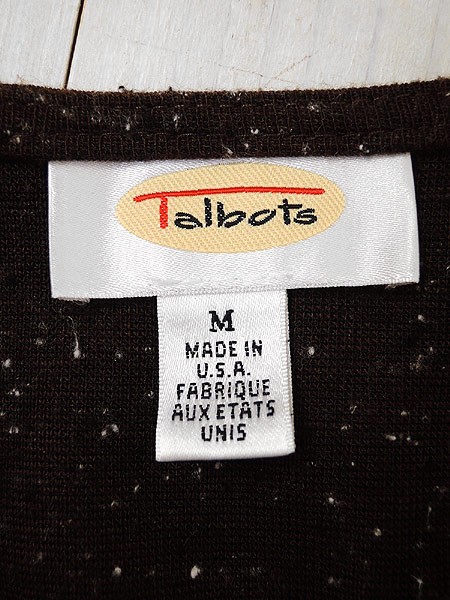 Talbots
M
MADE IN
U.S.A.
FABRIQUE
AUX ETATS
UNIS